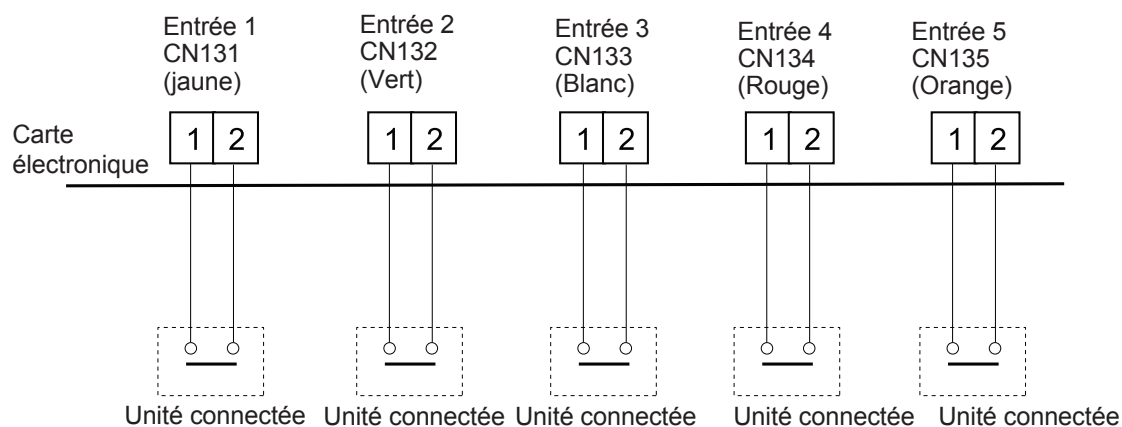 Entrée 1
CN131
(jaune)
Entrée 2
CN132
(Vert)
Entrée 3
CN133
(Blanc)
Entrée 4
CN134
(Rouge)
Entrée 5
CN135
(Orange)
Carte
électronique
1 2
1 2
1 2
1 2
1 2
Unité connectée
Unité connectée
Unité connectée
Unité connectée
Unité connectée